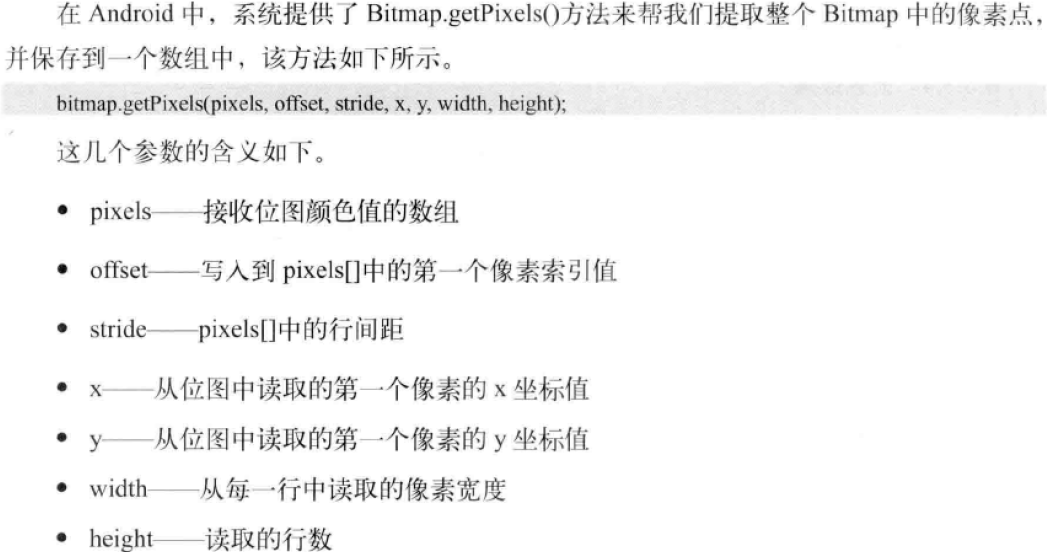 在 Android 中，系统提供了 Bitmap.getPixels()方法来帮我们提取整个 Bitmap 中的像素点，
并保存到一个数组中，该方法如下所示。
bitmap.getPixels(pixels, offset, stride, x, y, width, height);
这几个参数的含义如下。
● pixels——接收位图颜色值的数组
● offset——写入到 pixels[]中的第一个像素索引值
● stride——pixels[]中的行间距
● x——从位图中读取的第一个像素的 x 坐标值
● y——从位图中读取的第一个像素的 y 坐标值
● width——从每一行中读取的像素宽度
● height——读取的行数